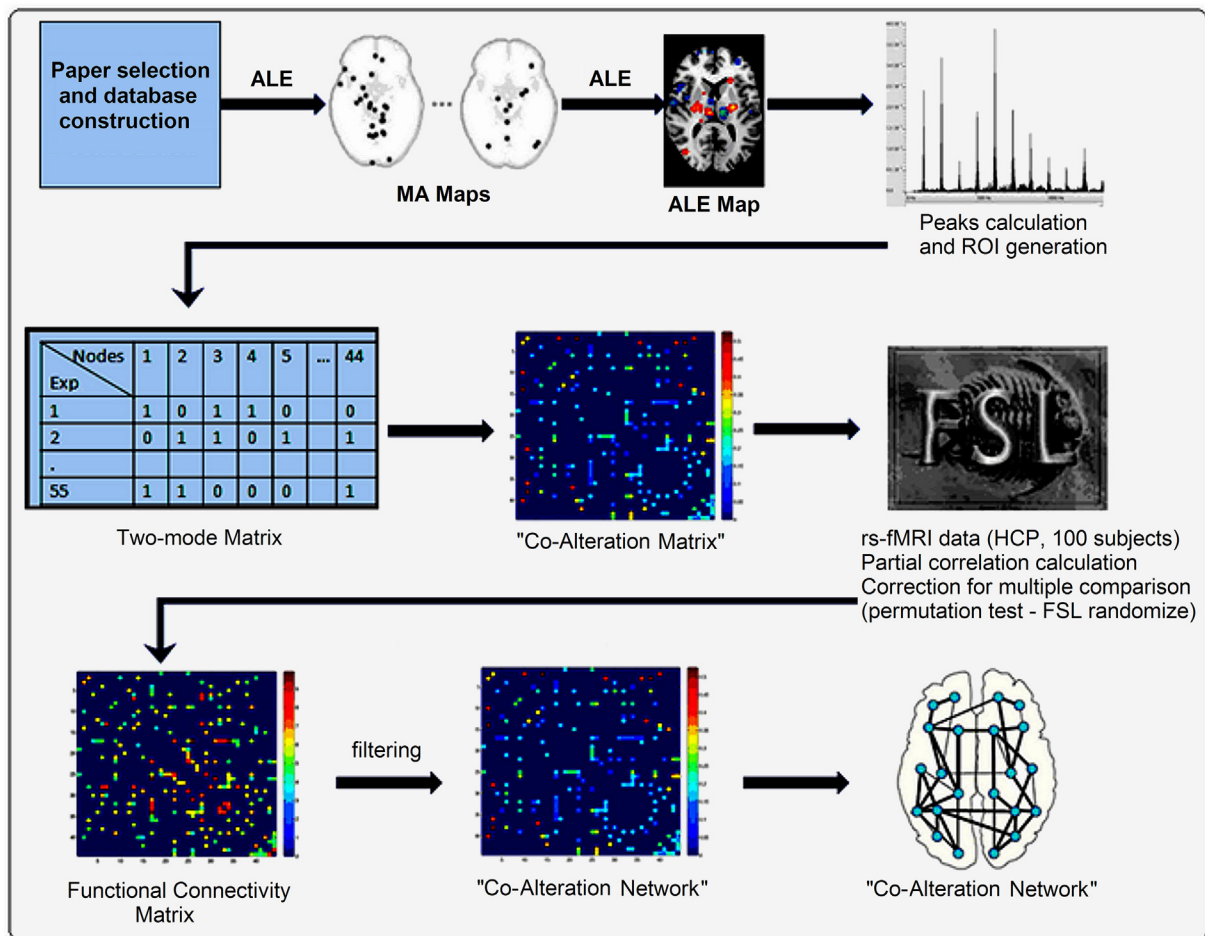 Paper selection
and database
construction
ALE
...
ALE
MA Maps
ALE Map
Peaks calculation
and ROI generation
Nodes 1 2 3 4 5 ... 44
Exp
1 1 0 1 1 0 0
2 0 1 1 0 1 1
.
55 1 1 0 0 0 1
Two-mode Matrix
"Co-Alteration Matrix"
FSL
rs-fMRI data (HCP, 100 subjects)
Partial correlation calculation
Correction for multiple comparison
(permutation test - FSL randomize)
filtering
Functional Connectivity
Matrix
"Co-Alteration Network"
"Co-Alteration Network"